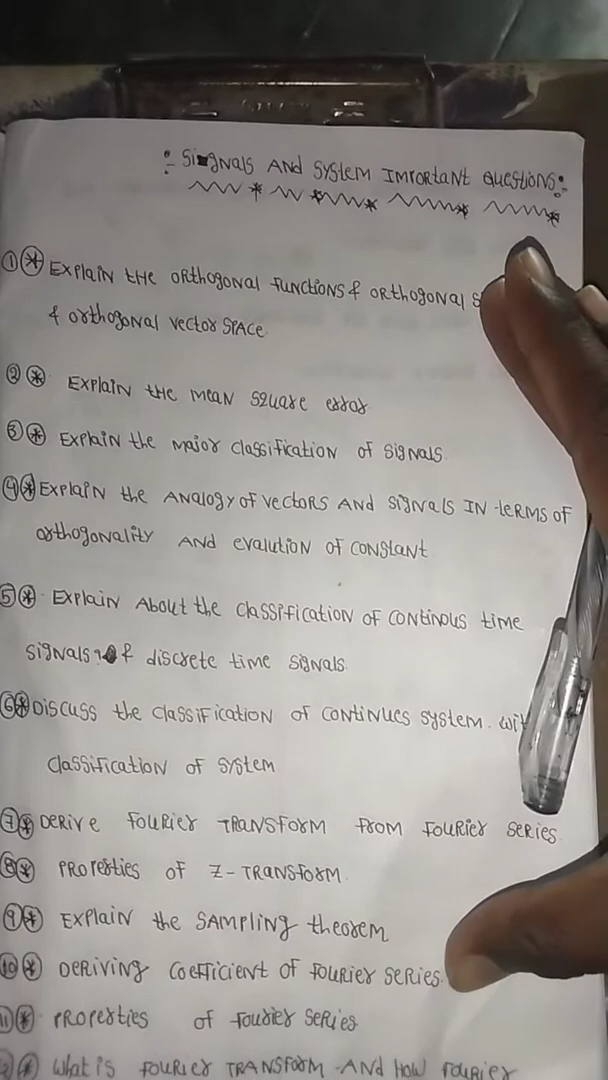 :- Signals AND System IMPORTANT Questions:-
① * EXPlaiN tHe ORthogonal functions & ORthogonal
& orthogonal vector SPACE.
② * EXPlaiN the MEAN Square error
③ * EXPlaiN the major classification of Signals.
④ * EXPlaiN the ANAlogy of vectors AND Signals IN teRMS of
orthogonality AND evalution of constant
⑤ * EXPlaiN About the classification of continous time
Signals & discrete time Signals.
⑥ * Discuss the classification of continues system.
Classification of System
⑦ * DERive fouRier TRANSform from fouRier Series.
⑧ * PROPerties of Z-TRANSform.
⑨ * EXPlaiN the SAMPling theorem
⑩ * DeRiving Coefficient of fouRier Series.
11 * PROPerties of fourier Series.
* What is fouRier TRANSform AND How fouRier